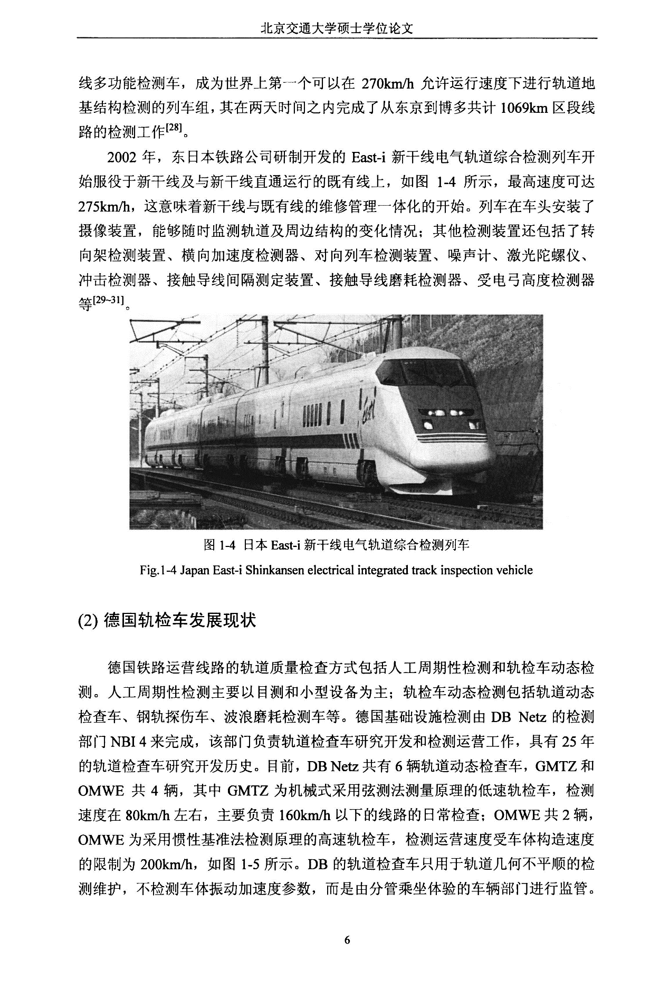 北京交通大学硕士学位论文
线多功能检测车，成为世界上第一个可以在 270km/h 允许运行速度下进行轨道地
基结构检测的列车组，其在两天时间之内完成了从东京到博多共计 1069km 区段线
路的检测工作[28]。
2002 年，东日本铁路公司研制开发的 East-i 新干线电气轨道综合检测列车开
始服役于新干线及与新干线直通运行的既有线上，如图 1-4 所示，最高速度可达
275km/h，这意味着新干线与既有线的维修管理一体化的开始。列车在车头安装了
摄像装置，能够随时监测轨道及周边结构的变化情况；其他检测装置还包括了转
向架检测装置、横向加速度检测器、对向列车检测装置、噪声计、激光陀螺仪、
冲击检测器、接触导线间隔测定装置、接触导线磨耗检测器、受电弓高度检测器
等[29~31]。
East i
图 1-4 日本 East-i 新干线电气轨道综合检测列车
Fig.1-4 Japan East-i Shinkansen electrical integrated track inspection vehicle
(2) 德国轨检车发展现状
德国铁路运营线路的轨道质量检查方式包括人工周期性检测和轨检车动态检
测。人工周期性检测主要以目测和小型设备为主；轨检车动态检测包括轨道动态
检查车、钢轨探伤车、波浪磨耗检测车等。德国基础设施检测由 DB Netz 的检测
部门 NBI 4 来完成，该部门负责轨道检查车研究开发和检测运营工作，具有 25 年
的轨道检查车研究开发历史。目前，DB Netz 共有 6 辆轨道动态检查车，GMTZ 和
OMWE 共 4 辆，其中 GMTZ 为机械式采用弦测法测量原理的低速轨检车，检测
速度在 80km/h 左右，主要负责 160km/h 以下的线路的日常检查；OMWE 共 2 辆，
OMWE 为采用惯性基准法检测原理的高速轨检车，检测运营速度受车体构造速度
的限制为 200km/h，如图 1-5 所示。DB 的轨道检查车只用于轨道几何不平顺的检
测维护，不检测车体振动加速度参数，而是由分管乘坐体验的车辆部门进行监管。
6